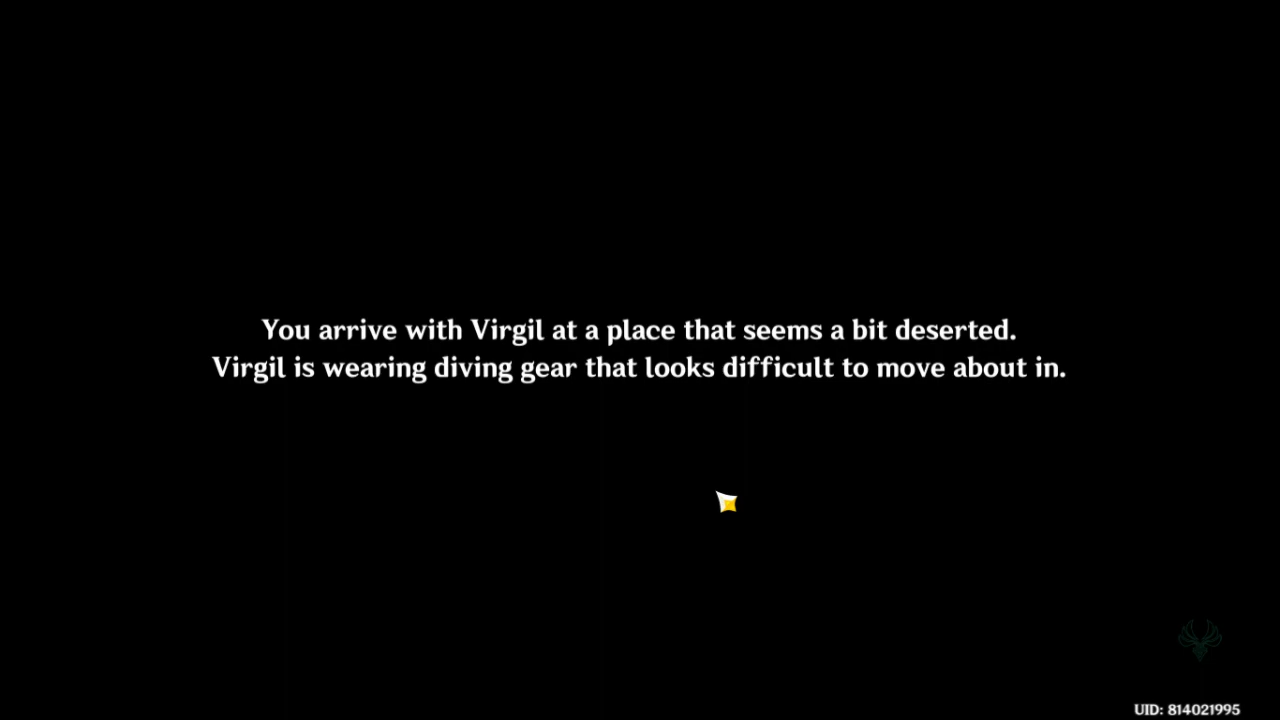 You arrive with Virgil at a place that seems a bit deserted.
Virgil is wearing diving gear that looks difficult to move about in.
UID: 814021995